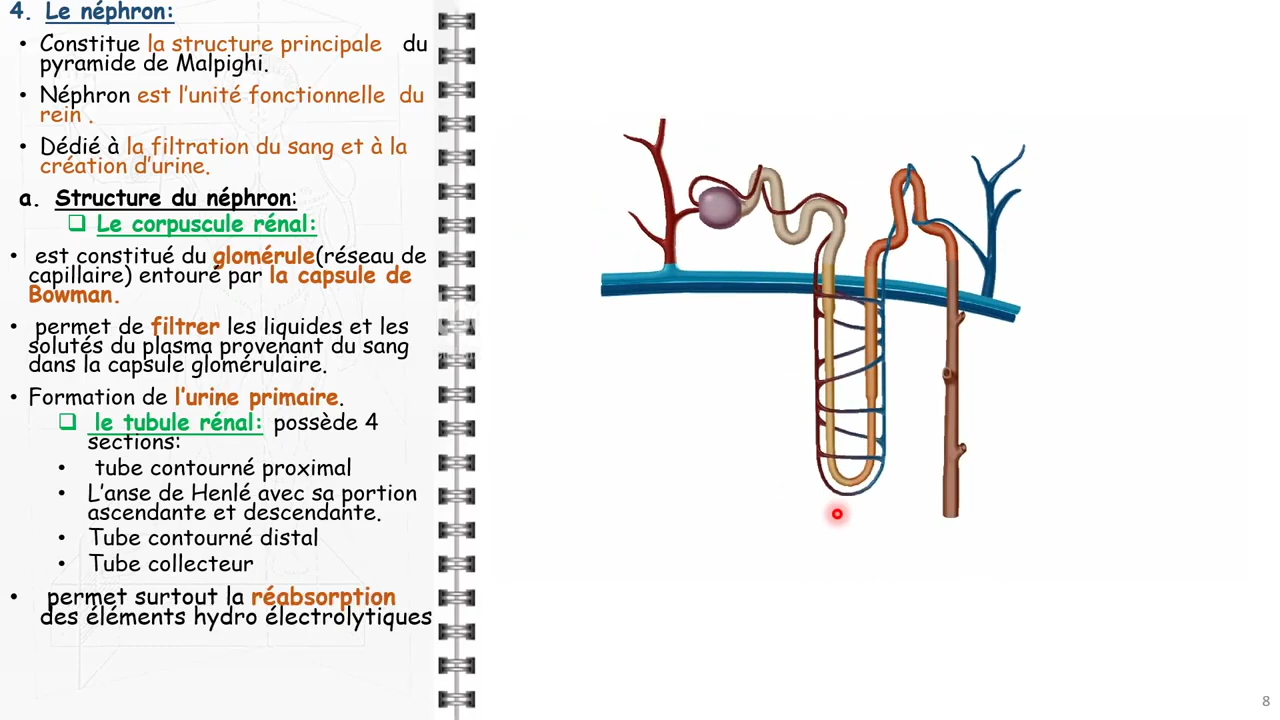 4. Le néphron:
• Constitue la structure principale du
pyramide de Malpighi.
• Néphron est l’unité fonctionnelle du
rein .
• Dédié à la filtration du sang et à la
création d’urine.
a. Structure du néphron:
❑ Le corpuscule rénal:
• est constitué du glomérule(réseau de
capillaire) entouré par la capsule de
Bowman.
• permet de filtrer les liquides et les
solutés du plasma provenant du sang
dans la capsule glomérulaire.
• Formation de l’urine primaire.
❑ le tubule rénal: possède 4
sections:
• tube contourné proximal
• L’anse de Henlé avec sa portion
ascendante et descendante.
• Tube contourné distal
• Tube collecteur
• permet surtout la réabsorption
des éléments hydro électrolytiques
8